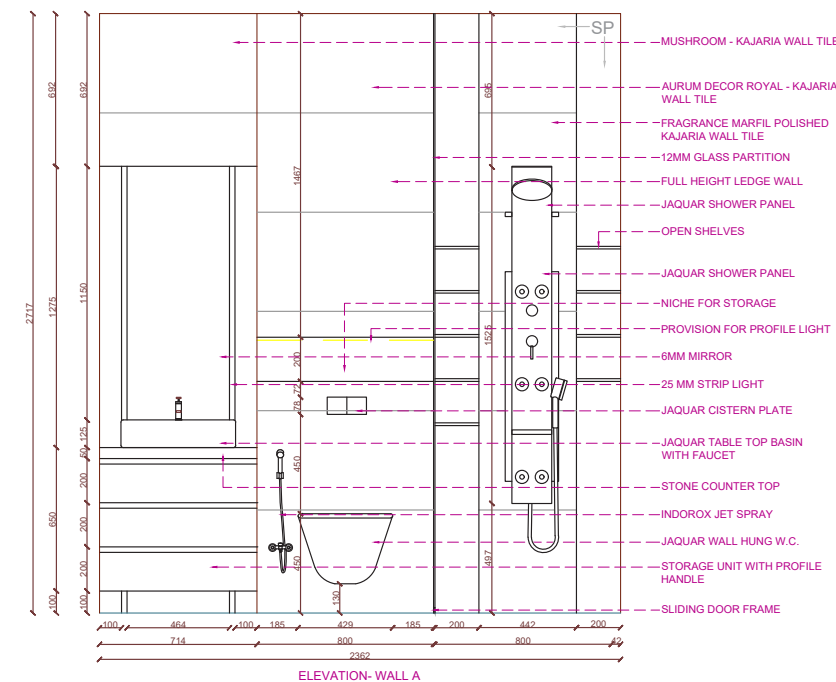 SP
MUSHROOM - KAJARIA WALL TILE
AURUM DECOR ROYAL - KAJARIA
WALL TILE
FRAGRANCE MARFIL POLISHED
KAJARIA WALL TILE
12MM GLASS PARTITION
FULL HEIGHT LEDGE WALL
JAQUAR SHOWER PANEL
OPEN SHELVES
JAQUAR SHOWER PANEL
NICHE FOR STORAGE
PROVISION FOR PROFILE LIGHT
6MM MIRROR
25 MM STRIP LIGHT
JAQUAR CISTERN PLATE
JAQUAR TABLE TOP BASIN
WITH FAUCET
STONE COUNTER TOP
INDOROX JET SPRAY
JAQUAR WALL HUNG W.C.
STORAGE UNIT WITH PROFILE
HANDLE
SLIDING DOOR FRAME
2717
692
1275
650
100
692
1150
125
50
200
200
200
100
1467
200
72
78
450
450
130
695
1525
497
100 464 100 185 429 185 200 442 200
714 800 800 42
2362
ELEVATION- WALL A